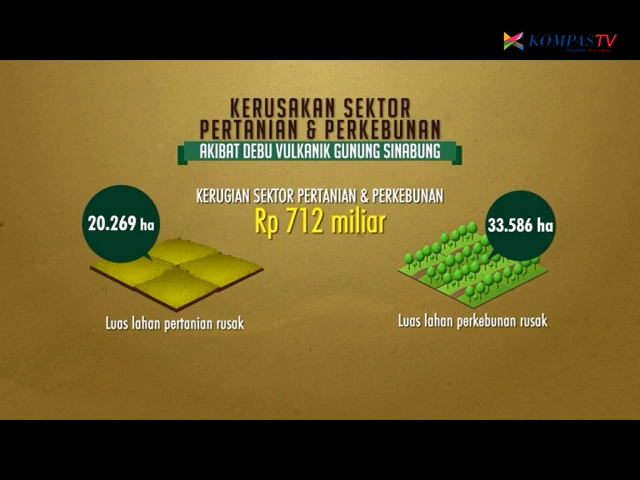 KOMPASTV
KERUSAKAN SEKTOR
PERTANIAN & PERKEBUNAN
AKIBAT DEBU VULKANIK GUNUNG SINABUNG
KERUGIAN SEKTOR PERTANIAN & PERKEBUNAN
Rp 712 miliar
20.269 ha
33.586 ha
Luas lahan pertanian rusak
Luas lahan perkebunan rusak